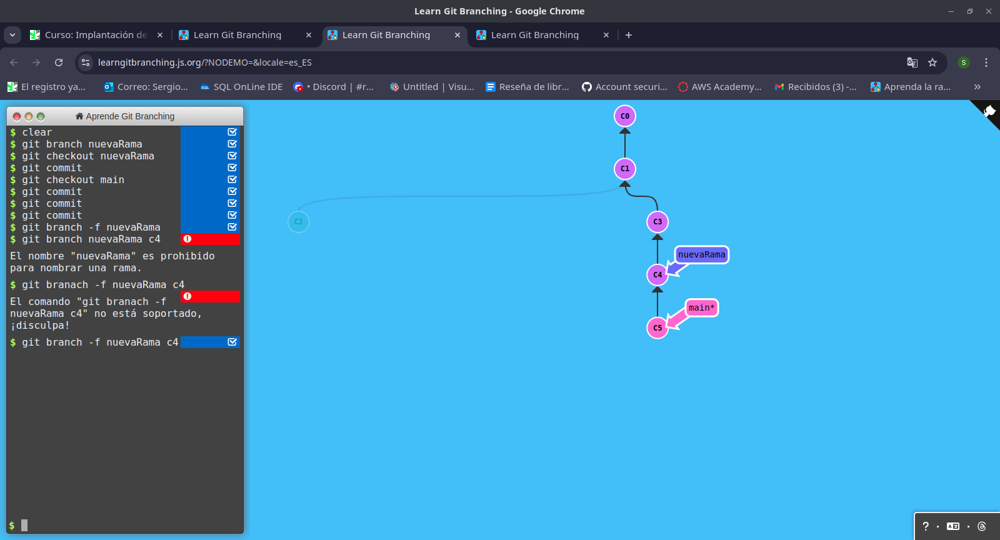 Learn Git Branching - Google Chrome
Curso: Implantación de
Learn Git Branching
Learn Git Branching
Learn Git Branching
learngitbranching.js.org/?NODEMO=&locale=es_ES
S
El registro ya...
Correo: Sergio...
SQL OnLine IDE
• Discord | #r...
Untitled | Visu...
Reseña de libr...
Account securi...
AWS Academy...
Recibidos (3) -...
Aprenda la ra...
»
Aprende Git Branching
$ clear
$ git branch nuevaRama
$ git checkout nuevaRama
$ git commit
$ git checkout main
$ git commit
$ git commit
$ git commit
$ git branch -f nuevaRama
$ git branch nuevaRama c4
El nombre "nuevaRama" es prohibido
para nombrar una rama.
$ git branach -f nuevaRama c4
El comando "git branach -f
nuevaRama c4" no está soportado,
¡disculpa!
$ git branch -f nuevaRama c4
$
C0
C1
C2
C3
nuevaRama
C4
main*
C5
? · ·